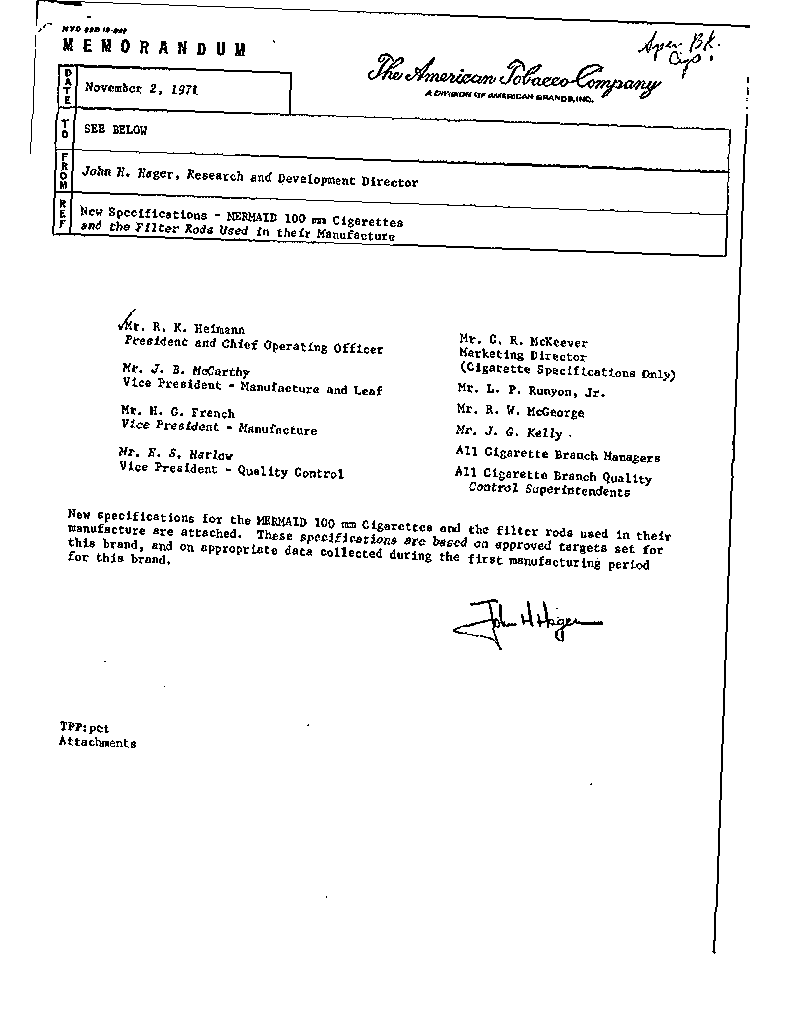 MEMORANDUM
The American Tobacco Company
A DIVISION OF AMERICAN BRANDS, INC.
DATE
November 2, 1971
TO
SEE BELOW
FROM
John H. Hager, Research and Development Director
REF
New Specifications - MERMAID 100 mm Cigarettes
and the Filter Rods Used in their Manufacture
Mr. R. K. Heimann
President and Chief Operating Officer
Mr. J. B. McCarthy
Vice President - Manufacture and Leaf
Mr. H. G. French
Vice President - Manufacture
Mr. E. S. Harlow
Vice President - Quality Control
Mr. C. R. McKeever
Marketing Director
(Cigarette Specifications Only)
Mr. L. P. Runyon, Jr.
Mr. R. W. McGeorge
Mr. J. G. Kelly
All Cigarette Branch Managers
All Cigarette Branch Quality
Control Superintendents
New specifications for the MERMAID 100 mm Cigarettes and the filter rods used in their
manufacture are attached. These specifications are based on approved targets set for
this brand, and on appropriate data collected during the first manufacturing period
for this brand.
John H Hager
TPP:pct
Attachments